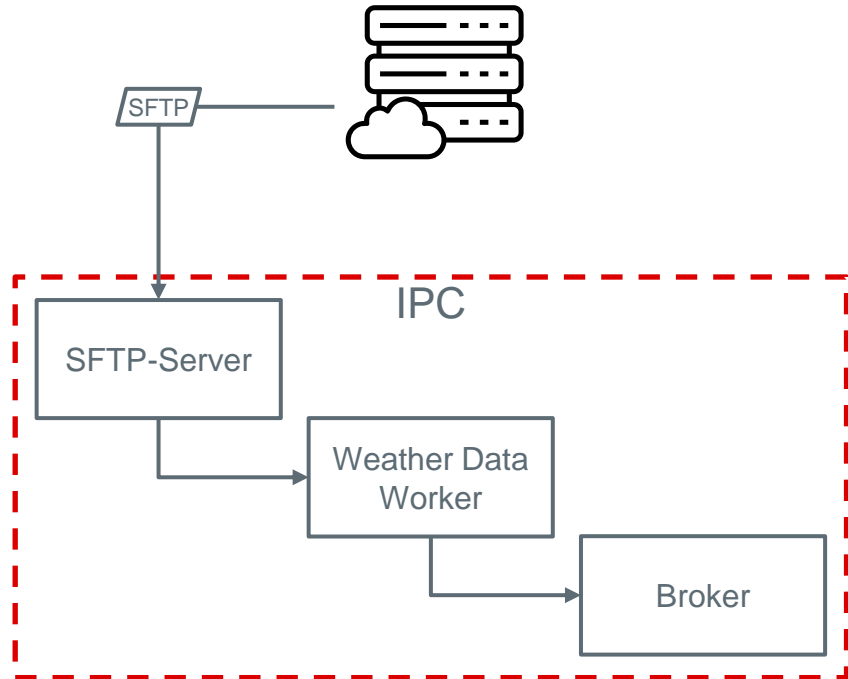 SFTP
IPC
SFTP-Server
Weather Data
Worker
Broker